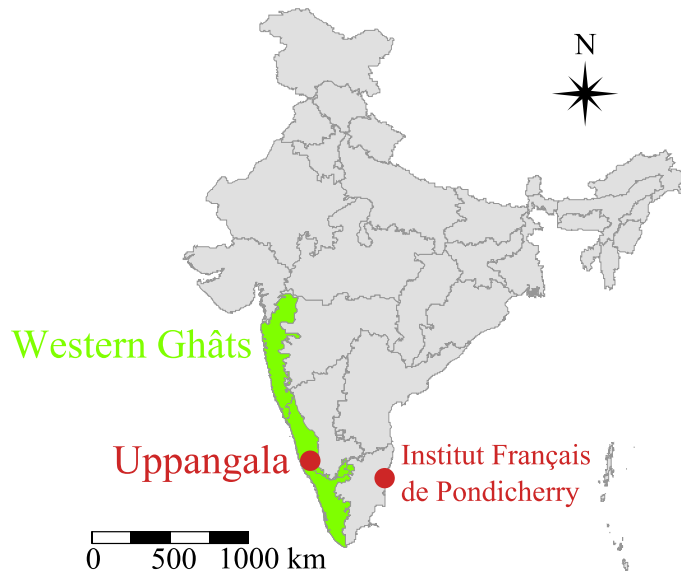 N
Western Ghâts
Uppangala
Institut Français
de Pondicherry
0 500 1000 km